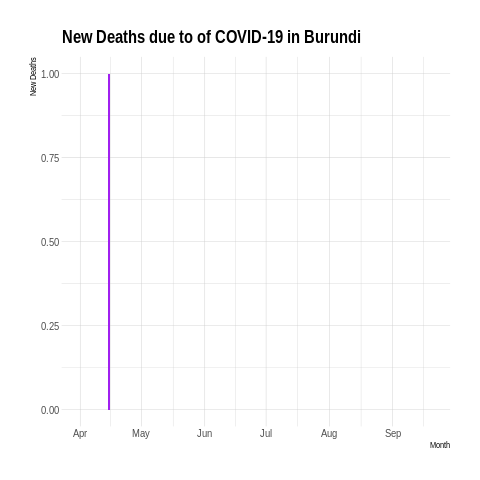 New Deaths due to of COVID-19 in Burundi
New Deaths
1.00
0.75
0.50
0.25
0.00
Apr May Jun Jul Aug Sep
Month